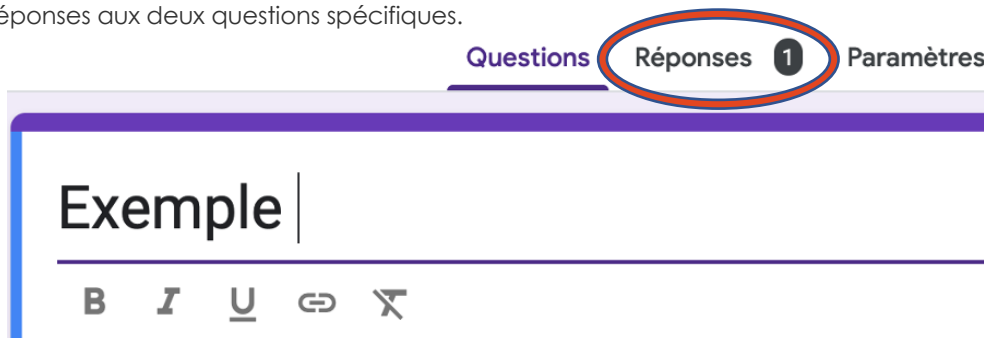 éponses aux deux questions spécifiques.
Questions Réponses 1 Paramètres
Exemple
B I U